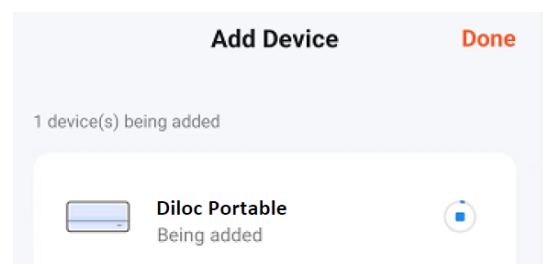 Add Device Done
1 device(s) being added
Diloc Portable
Being added